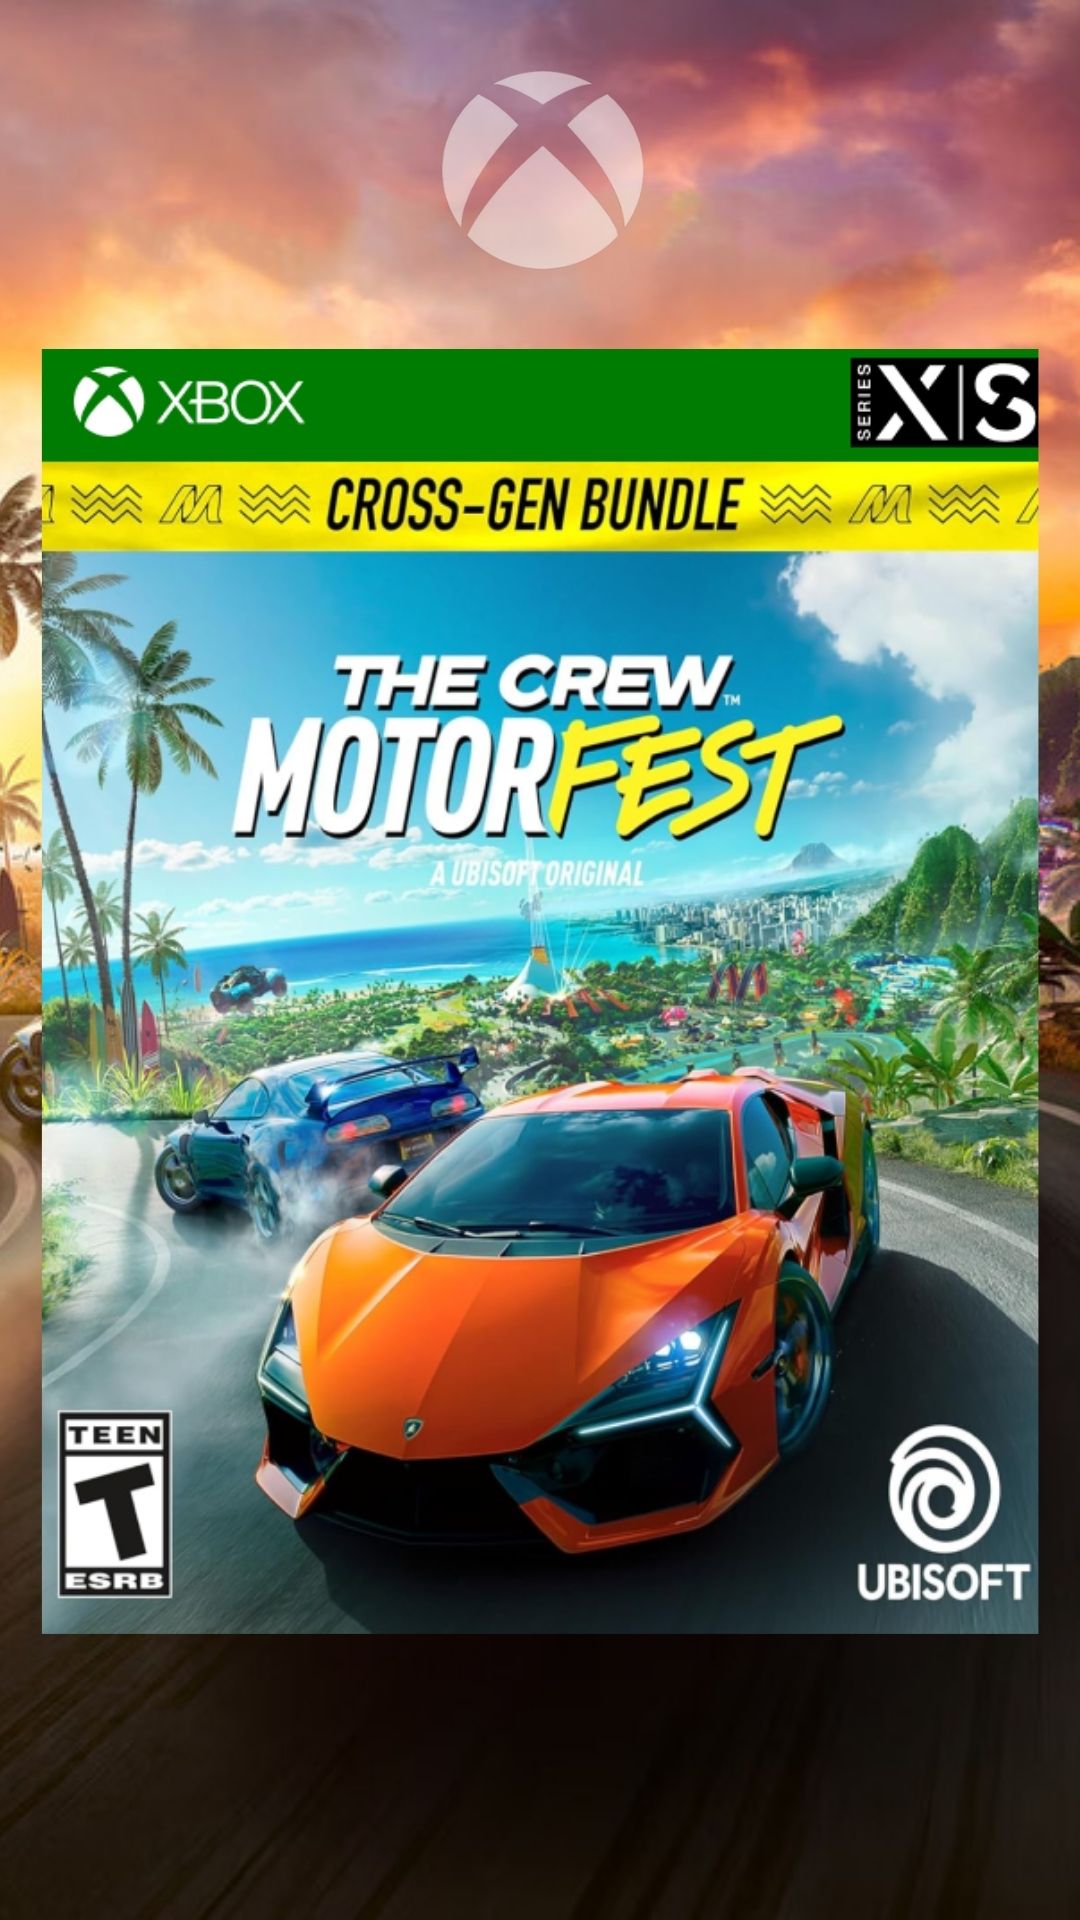 XBOX
SERIES X|S
CROSS-GEN BUNDLE
THE CREW™
MOTORFEST
A UBISOFT ORIGINAL
TEEN
T
ESRB
UBISOFT